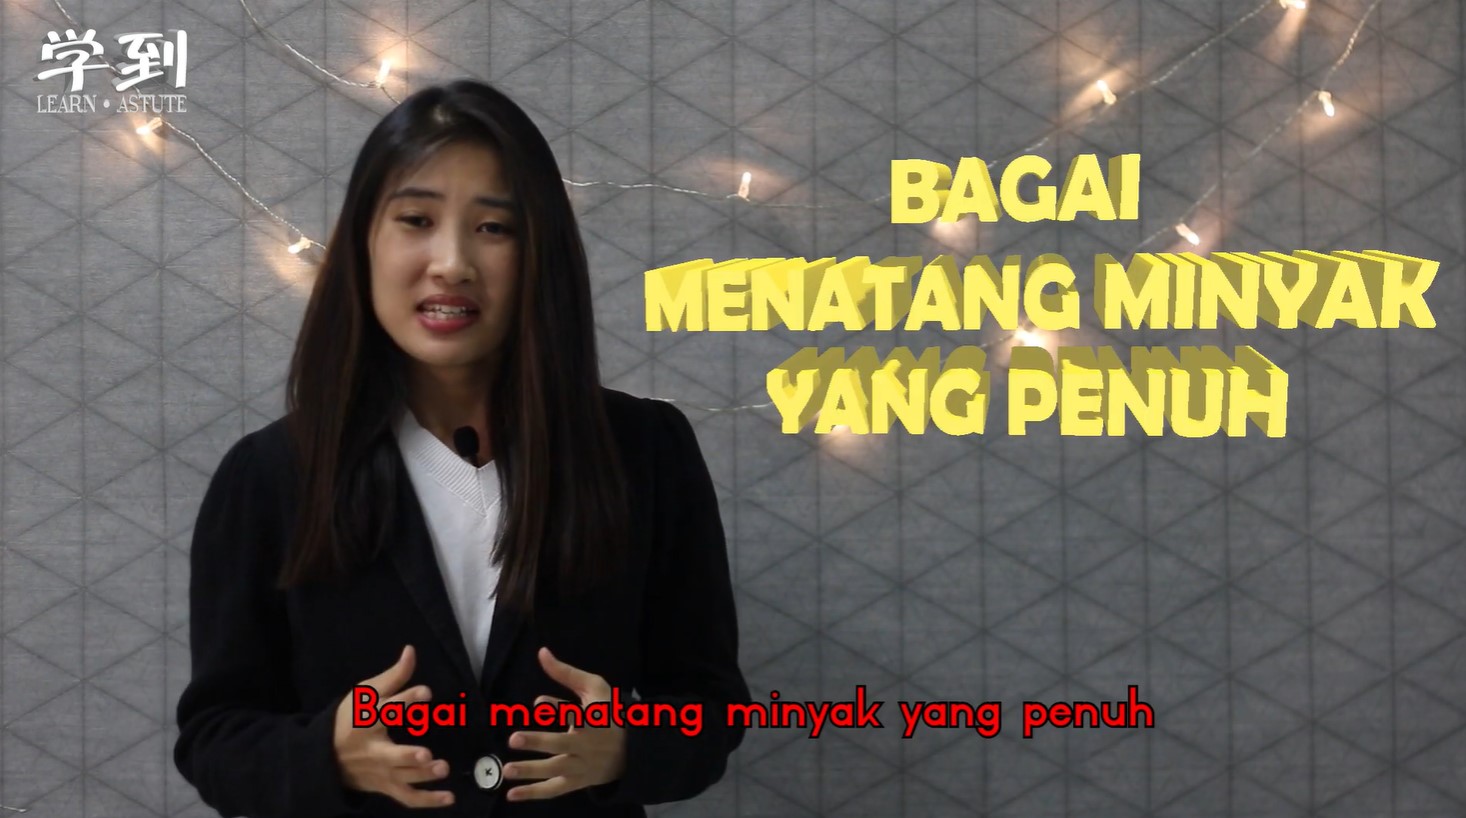 学到
LEARN • ASTUTE
BAGAI
MENATANG MINYAK
YANG PENUH
Bagai menatang minyak yang penuh